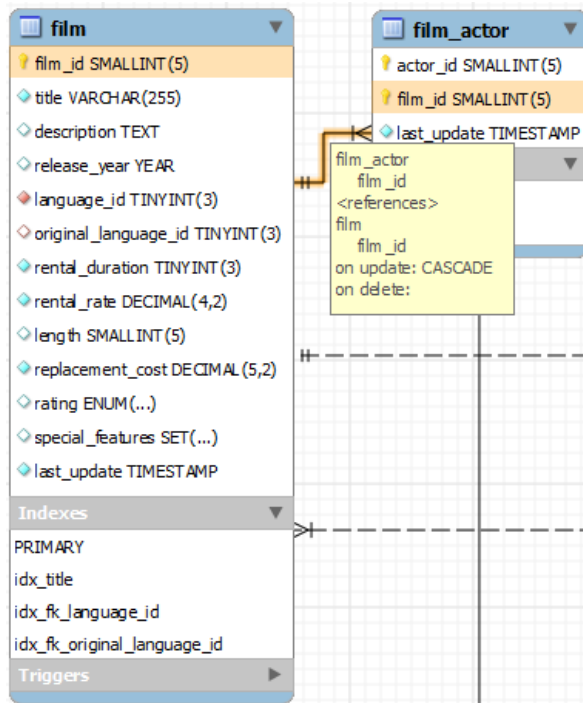 film
film_id SMALLINT(5)
title VARCHAR(255)
description TEXT
release_year YEAR
language_id TINYINT(3)
original_language_id TINYINT(3)
rental_duration TINYINT(3)
rental_rate DECIMAL(4,2)
length SMALLINT(5)
replacement_cost DECIMAL(5,2)
rating ENUM(...)
special_features SET(...)
last_update TIMESTAMP
Indexes
PRIMARY
idx_title
idx_fk_language_id
idx_fk_original_language_id
Triggers
film_actor
actor_id SMALLINT(5)
film_id SMALLINT(5)
last_update TIMESTAMP
film_actor
film_id
<references>
film
film_id
on update: CASCADE
on delete: